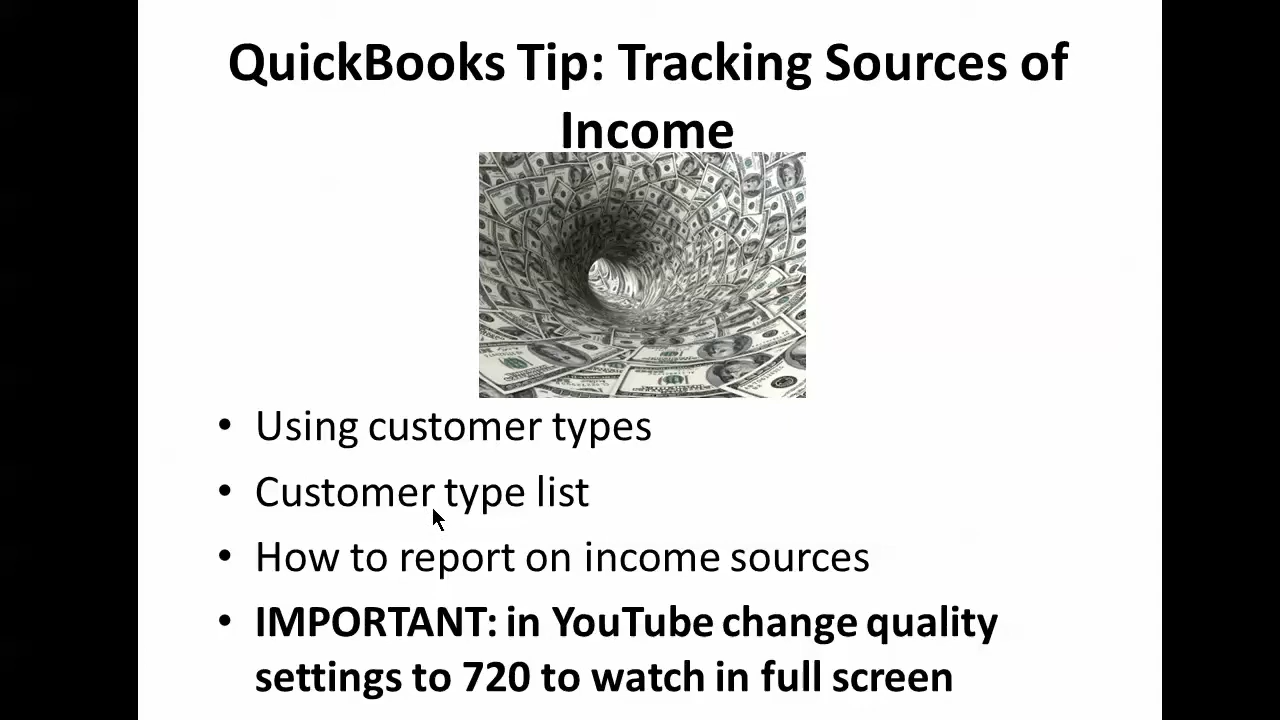 QuickBooks Tip: Tracking Sources of
Income
• Using customer types
• Customer type list
• How to report on income sources
• IMPORTANT: in YouTube change quality
settings to 720 to watch in full screen